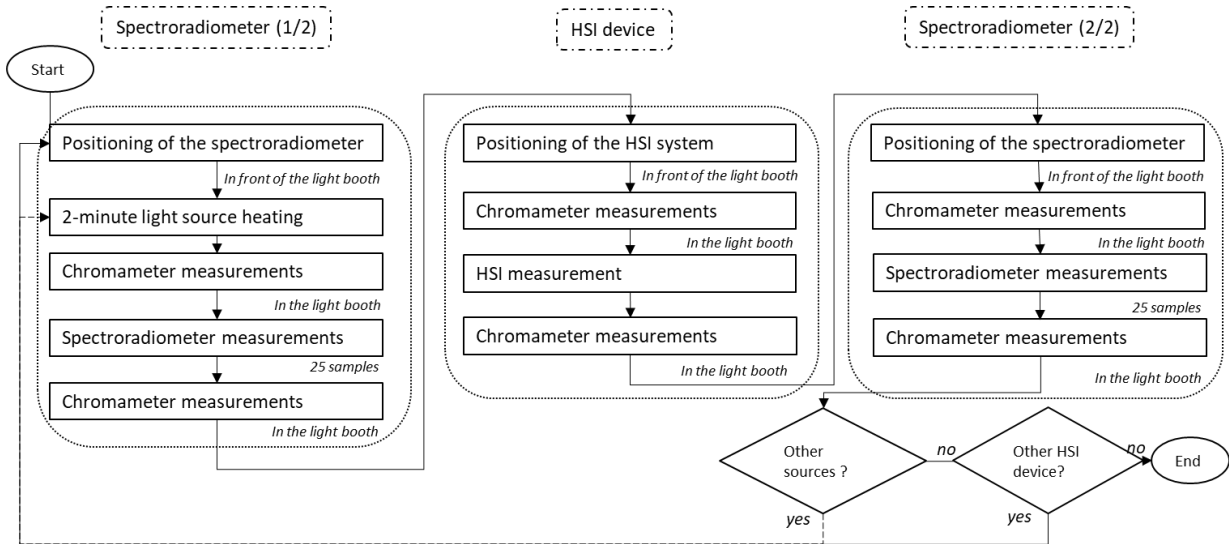 Spectroradiometer (1/2)
HSI device
Spectroradiometer (2/2)
Start
Positioning of the spectroradiometer
In front of the light booth
2-minute light source heating
Chromameter measurements
In the light booth
Spectroradiometer measurements
25 samples
Chromameter measurements
In the light booth
Positioning of the HSI system
In front of the light booth
Chromameter measurements
In the light booth
HSI measurement
Chromameter measurements
In the light booth
Positioning of the spectroradiometer
In front of the light booth
Chromameter measurements
In the light booth
Spectroradiometer measurements
25 samples
Chromameter measurements
In the light booth
Other
sources ?
no
yes
Other HSI
device?
no
yes
End